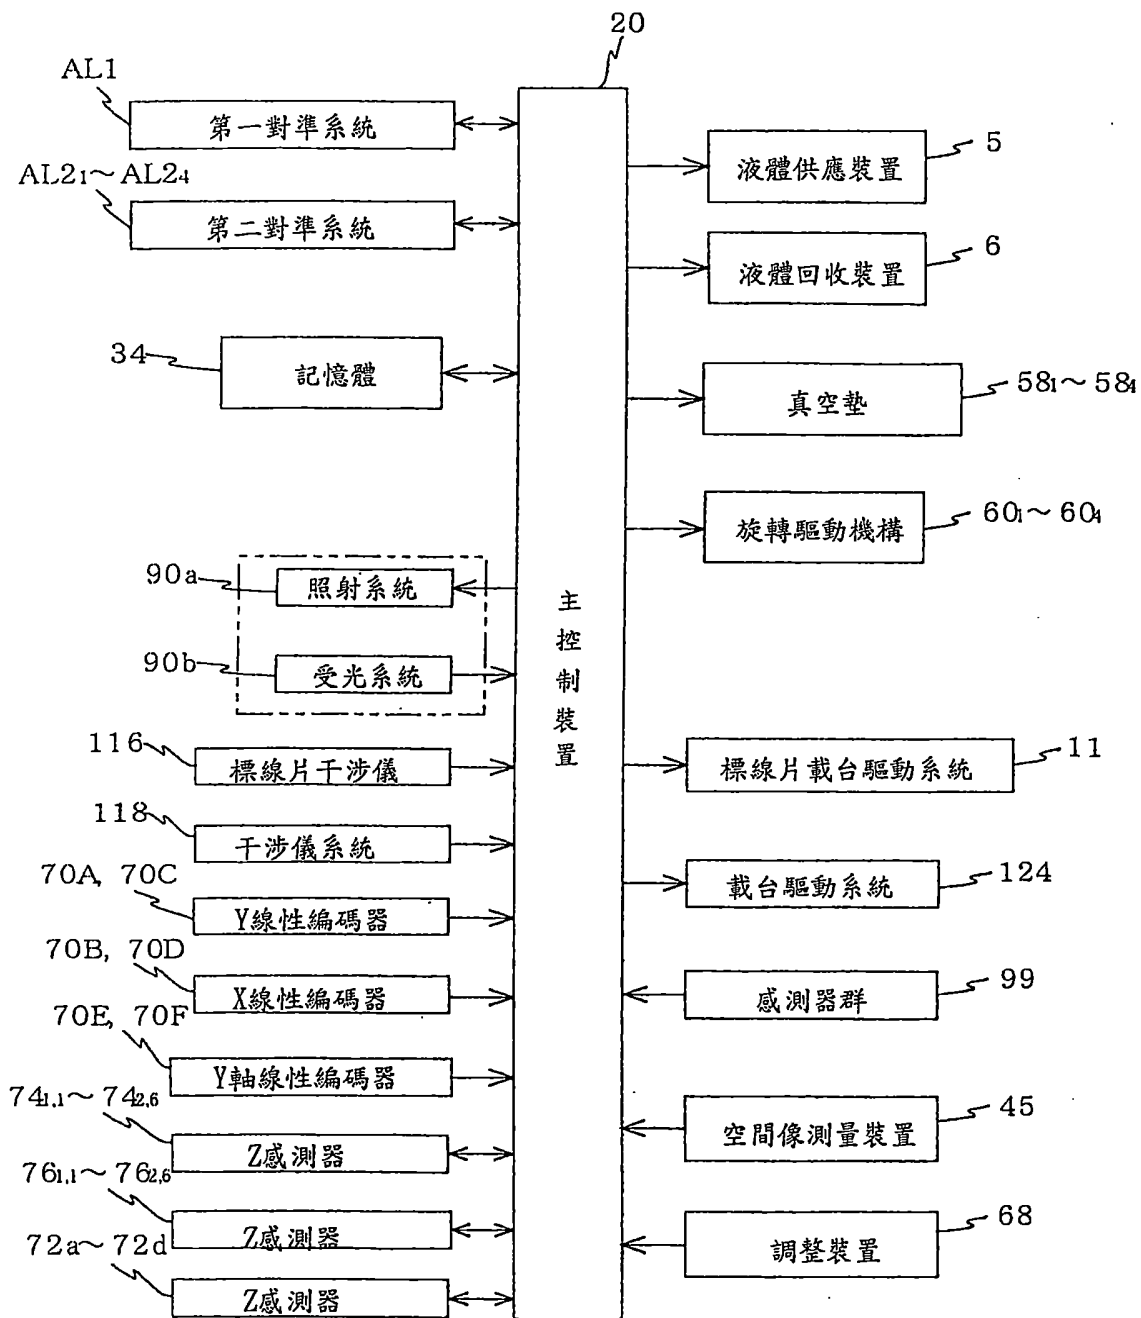 20
AL1
第一對準系統
AL2₁～AL2₄
第二對準系統
34
記憶體
90a
照射系統
90b
受光系統
116
標線片干涉儀
118
干涉儀系統
70A, 70C
Y線性編碼器
70B, 70D
X線性編碼器
70E, 70F
Y軸線性編碼器
74₁,₁～74₂,₆
Z感測器
76₁,₁～76₂,₆
Z感測器
72a～72d
Z感測器
主控制裝置
5
液體供應裝置
6
液體回收裝置
58₁～58₄
真空墊
60₁～60₄
旋轉驅動機構
11
標線片載台驅動系統
124
載台驅動系統
99
感測器群
45
空間像測量裝置
68
調整裝置